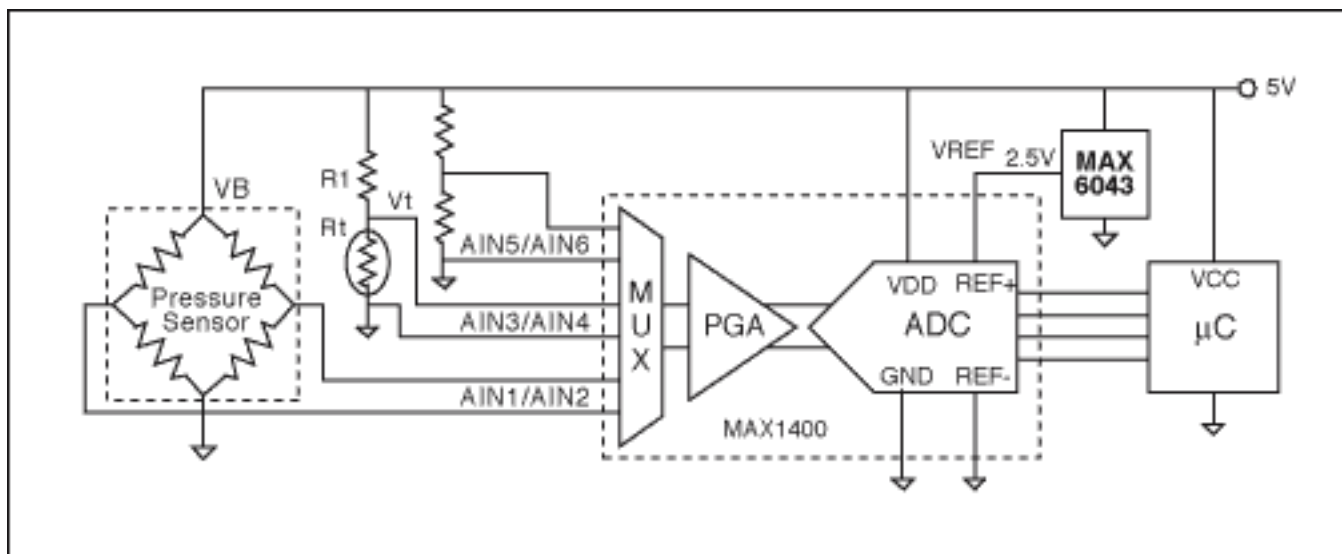 5V
VREF 2.5V
MAX
6043
R1
VB
Vt
Rt
AIN5/AIN6
Pressure
Sensor
AIN3/AIN4
AIN1/AIN2
M
U
X
PGA
VDD REF+
ADC
GND REF-
MAX1400
VCC
μC